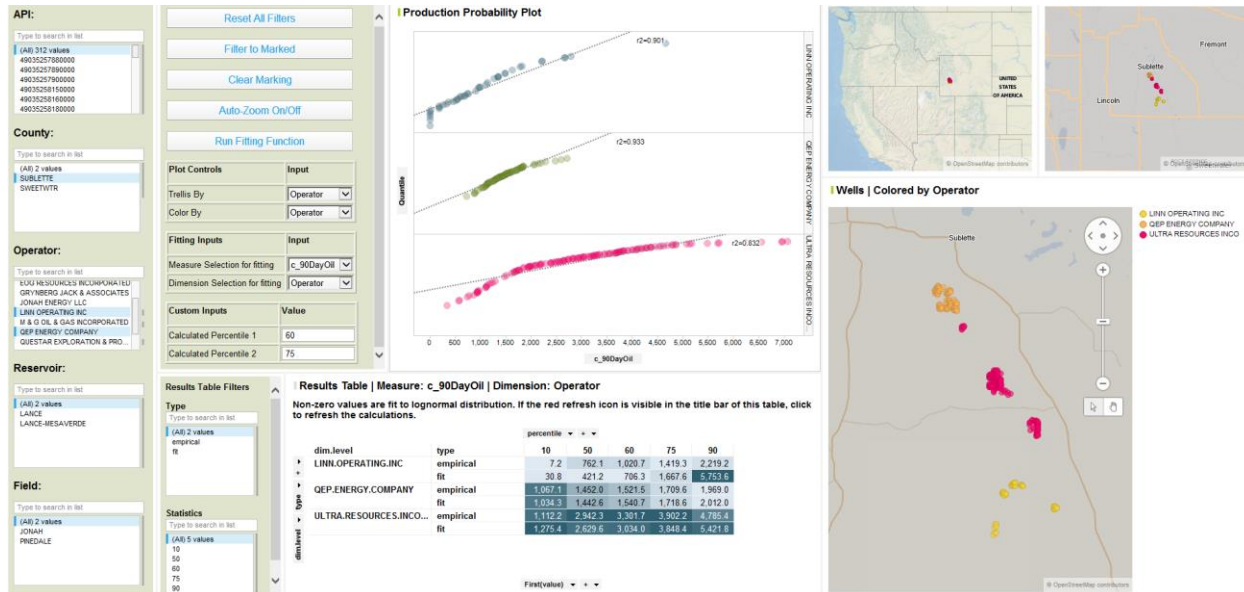 API:
Type to search in list
(All) 312 values
49035257880000
49035257890000
49035257900000
49035258150000
49035258160000
49035258180000
County:
Type to search in list
(All) 2 values
SUBLETTE
SWEETWTR
Operator:
Type to search in list
EOG RESOURCES INCORPORATED
GRYNBERG JACK & ASSOCIATES
JONAH ENERGY LLC
LINN OPERATING INC
M & G OIL & GAS INCORPORATED
QEP ENERGY COMPANY
QUESTAR EXPLORATION & PRO...
Reservoir:
Type to search in list
(All) 2 values
LANCE
LANCE-MESAVERDE
Field:
Type to search in list
(All) 2 values
JONAH
PINEDALE
Reset All Filters
Filter to Marked
Clear Marking
Auto-Zoom On/Off
Run Fitting Function
Plot Controls Input
Trellis By Operator
Color By Operator
Fitting Inputs Input
Measure Selection for fitting c_90DayOil
Dimension Selection for fitting Operator
Custom Inputs Value
Calculated Percentile 1 60
Calculated Percentile 2 75
Production Probability Plot
r2=0.901
LINN OPERATING INC
r2=0.933
QEP ENERGY COMPANY
r2=0.832
ULTRA RESOURCES INCO...
Quantile
0 500 1,000 1,500 2,000 2,500 3,000 3,500 4,000 4,500 5,000 5,500 6,000 6,500 7,000
c_90DayOil
Results Table Filters
Type
Type to search in list
(All) 2 values
empirical
fit
Statistics
Type to search in list
(All) 5 values
10
50
60
75
90
Results Table | Measure: c_90DayOil | Dimension: Operator
Non-zero values are fit to lognormal distribution. If the red refresh icon is visible in the title bar of this table, click
to refresh the calculations.
percentile +
dim.level type 10 50 60 75 90
LINN.OPERATING.INC empirical 7.2 762.1 1,020.7 1,419.3 2,219.2
fit 30.8 421.2 706.3 1,667.6 5,753.6
QEP.ENERGY.COMPANY empirical 1,067.1 1,452.0 1,521.5 1,709.6 1,969.0
fit 1,034.3 1,442.6 1,540.7 1,718.6 2,012.0
ULTRA.RESOURCES.INCO... empirical 1,112.2 2,942.3 3,301.7 3,902.2 4,785.4
fit 1,275.4 2,629.6 3,034.0 3,848.4 5,421.8
dim.level type +
First(value) +
UNITED
STATES
OF AMERICA
© OpenStreetMap contributors
Fremont
Sublette
Lincoln
© OpenStreetMap contributors
Wells | Colored by Operator
Sublette
LINN OPERATING INC
QEP ENERGY COMPANY
ULTRA RESOURCES INCO
© OpenStreetMap contributors